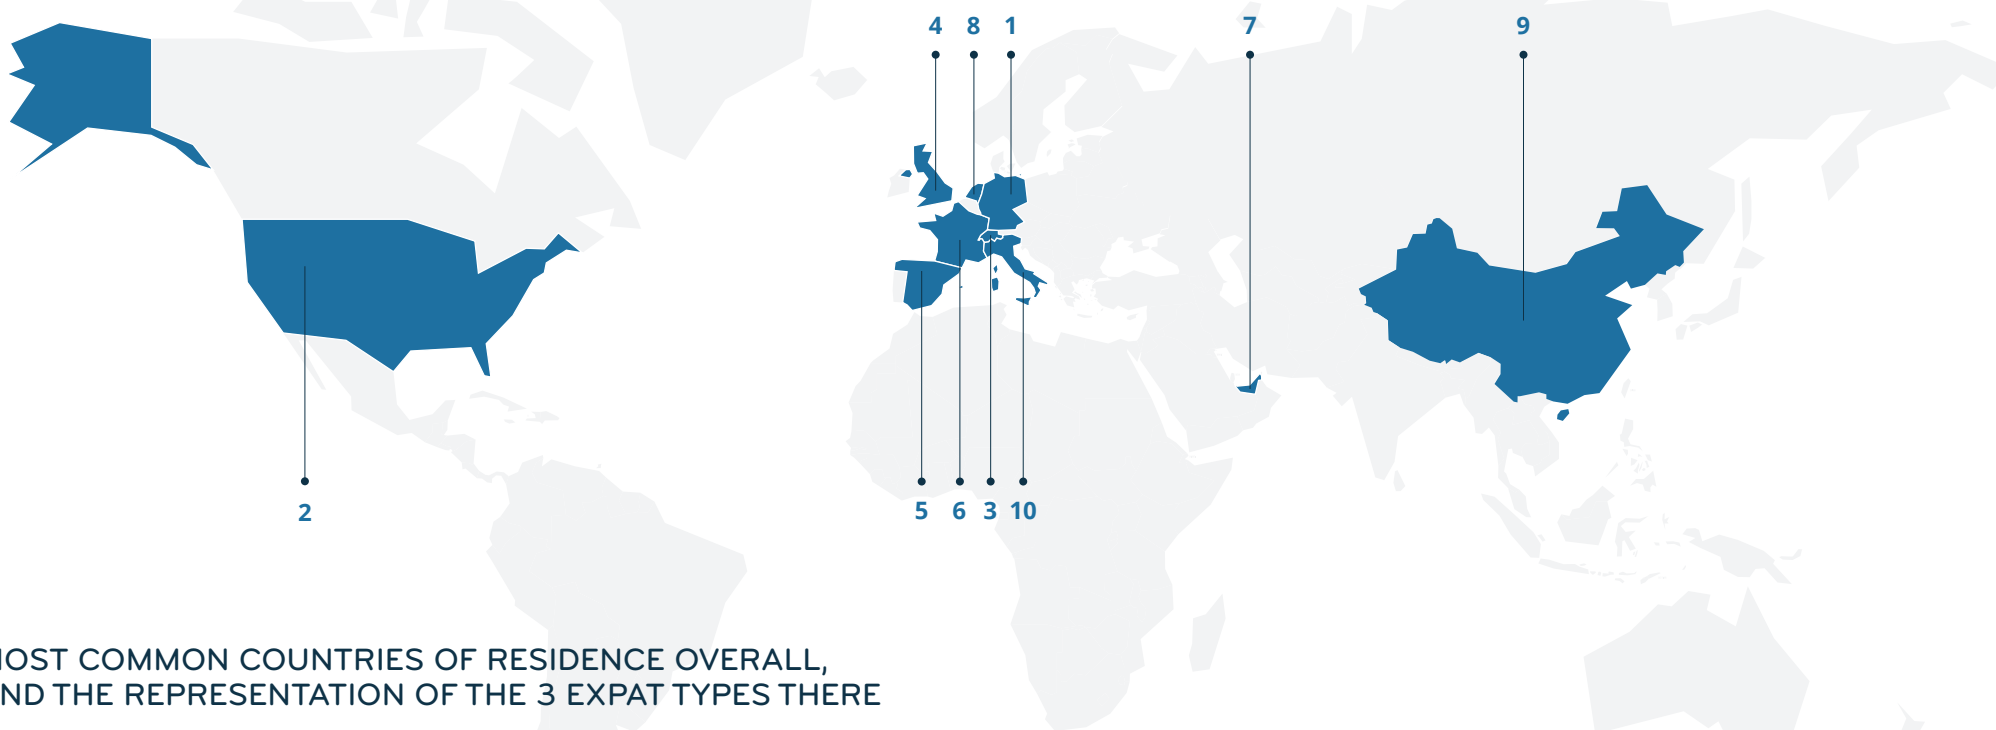 4 8 1 7 9
2
5 6 3 10
OST COMMON COUNTRIES OF RESIDENCE OVERALL,
ND THE REPRESENTATION OF THE 3 EXPAT TYPES THERE